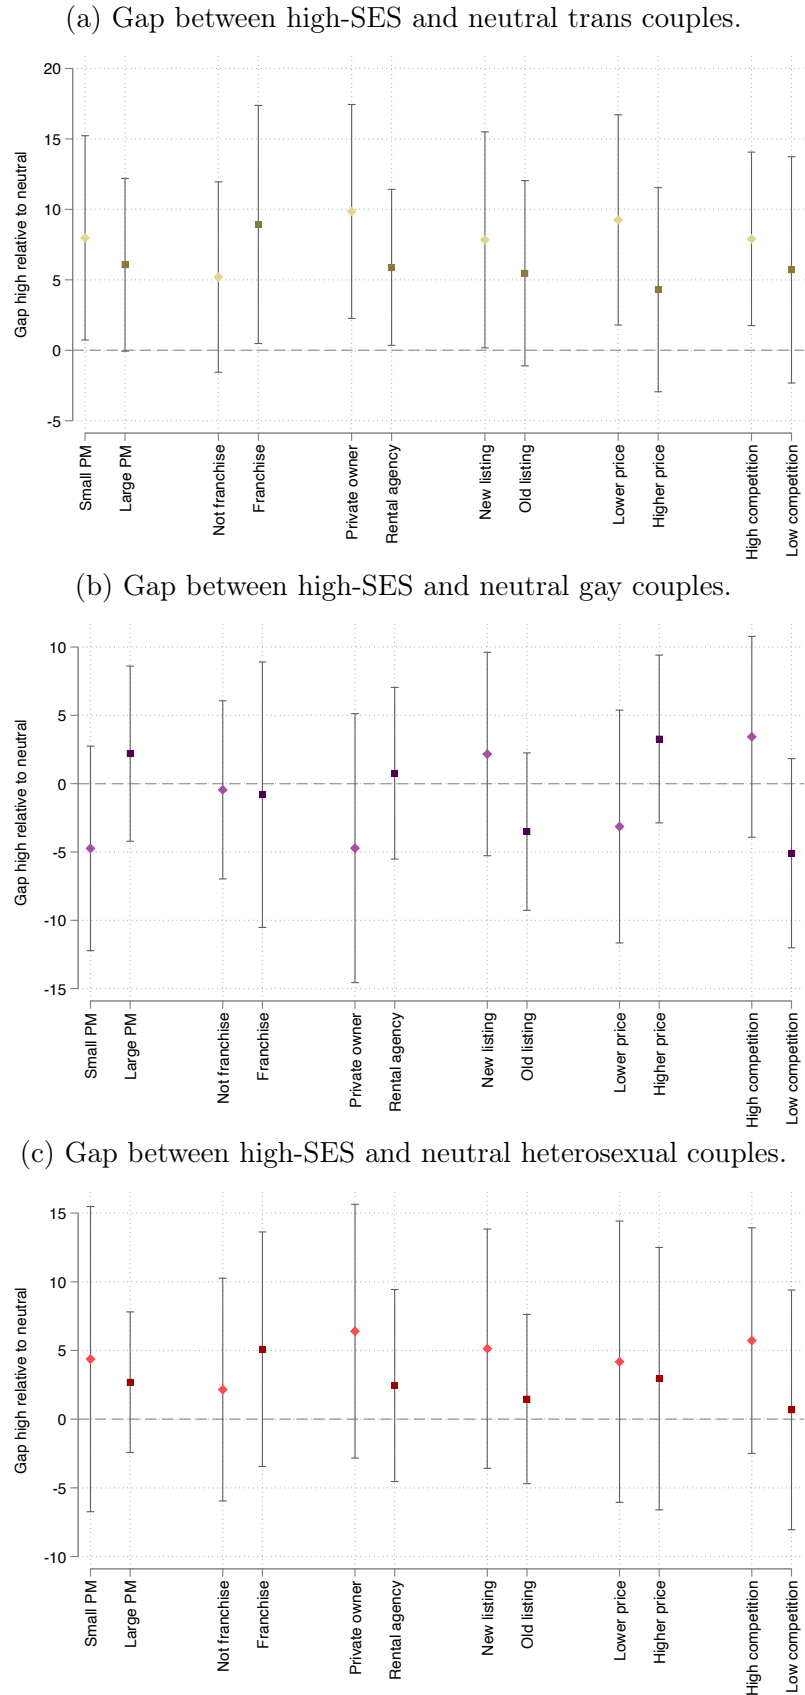 (a) Gap between high-SES and neutral trans couples.
Gap high relative to neutral
20
15
10
5
0
-5
Small PM
Large PM
Not franchise
Franchise
Private owner
Rental agency
New listing
Old listing
Lower price
Higher price
High competition
Low competition
(b) Gap between high-SES and neutral gay couples.
Gap high relative to neutral
10
5
0
-5
-10
-15
Small PM
Large PM
Not franchise
Franchise
Private owner
Rental agency
New listing
Old listing
Lower price
Higher price
High competition
Low competition
(c) Gap between high-SES and neutral heterosexual couples.
Gap high relative to neutral
15
10
5
0
-5
-10
Small PM
Large PM
Not franchise
Franchise
Private owner
Rental agency
New listing
Old listing
Lower price
Higher price
High competition
Low competition